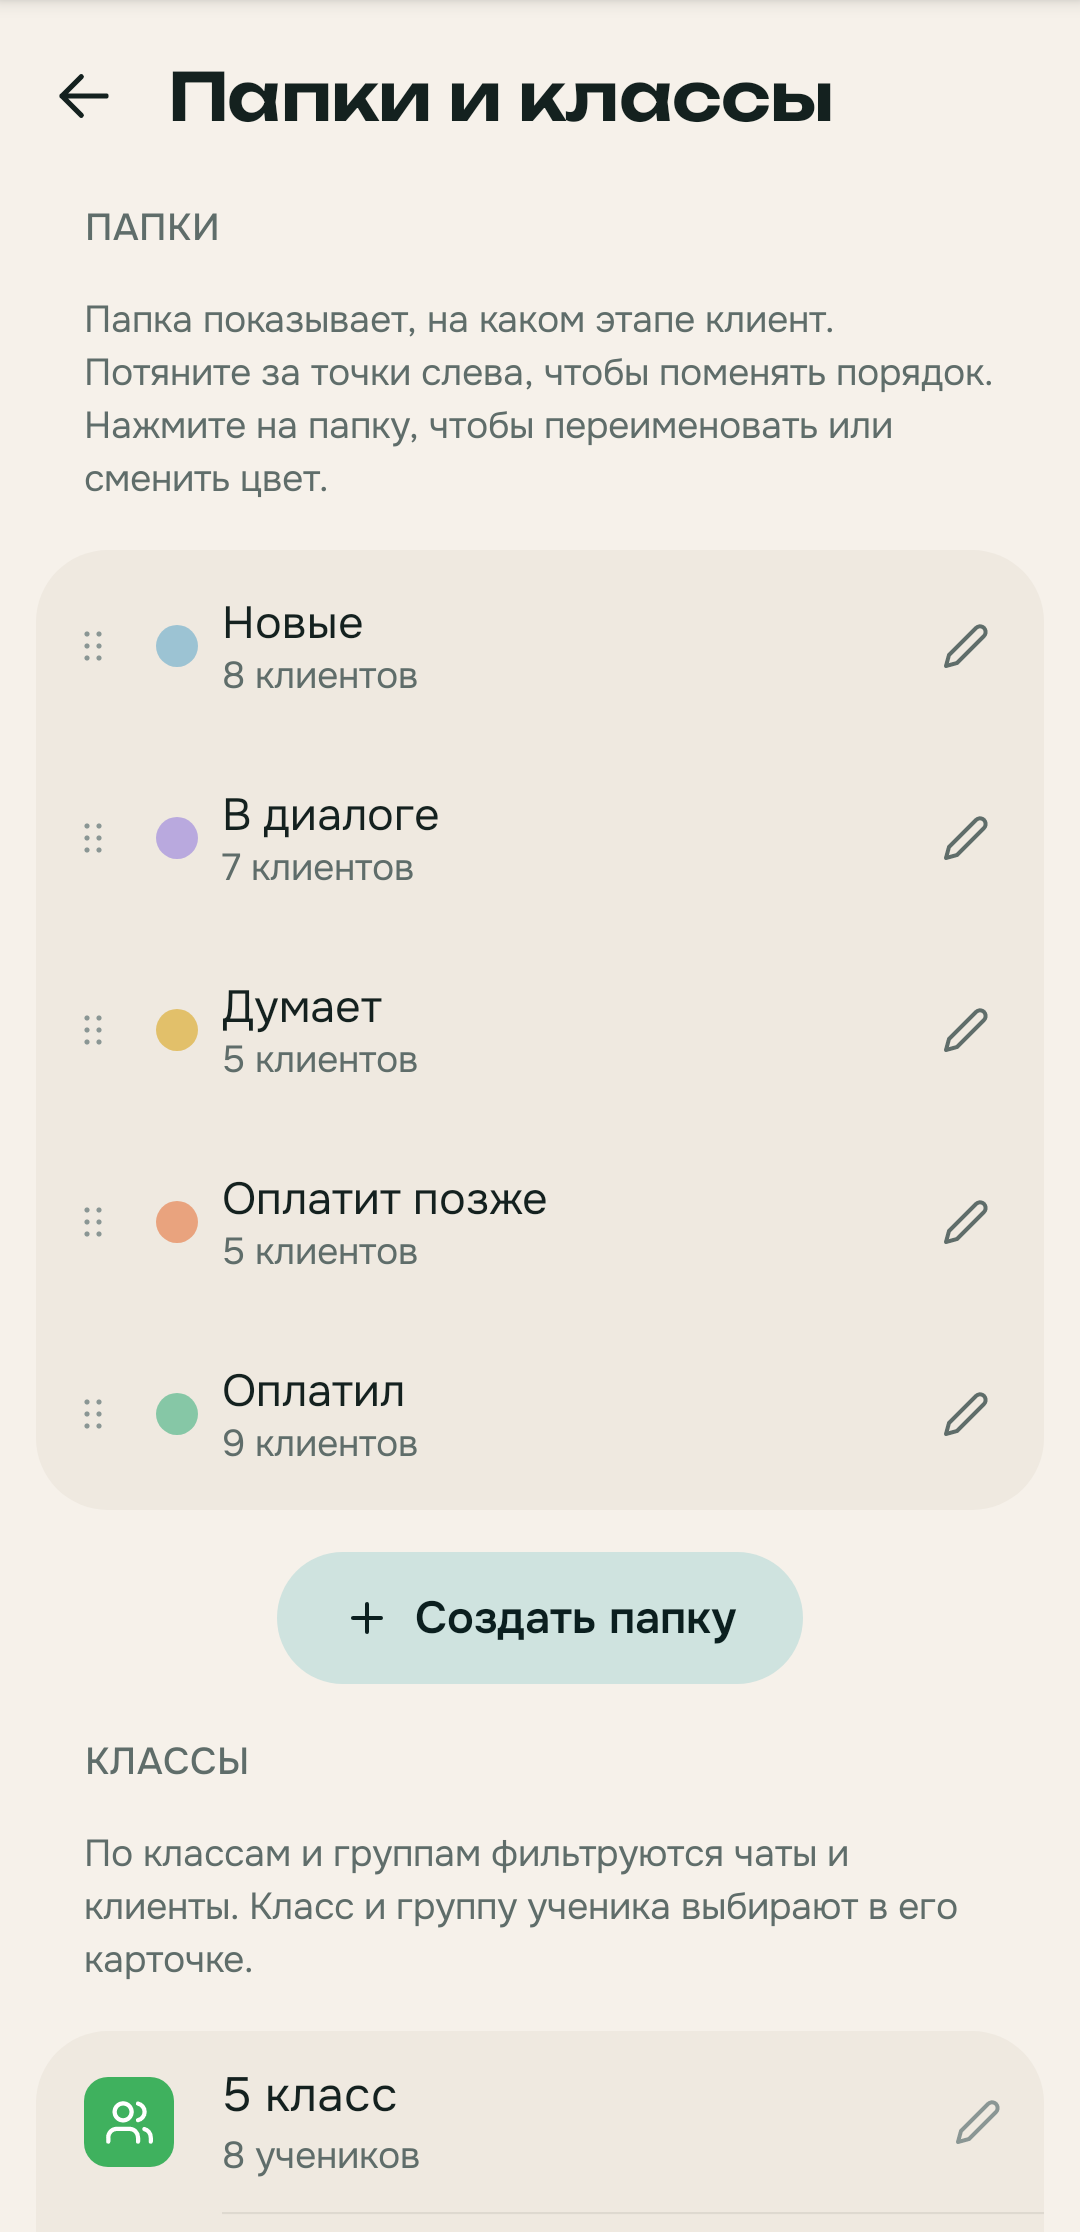 Папки и классы
ПАПКИ
Папка показывает, на каком этапе клиент.
Потяните за точки слева, чтобы поменять порядок.
Нажмите на папку, чтобы переименовать или
сменить цвет.
Новые
8 клиентов
В диалоге
7 клиентов
Думает
5 клиентов
Оплатит позже
5 клиентов
Оплатил
9 клиентов
Создать папку
КЛАССЫ
По классам и группам фильтруются чаты и
клиенты. Класс и группу ученика выбирают в его
карточке.
5 класс
8 учеников